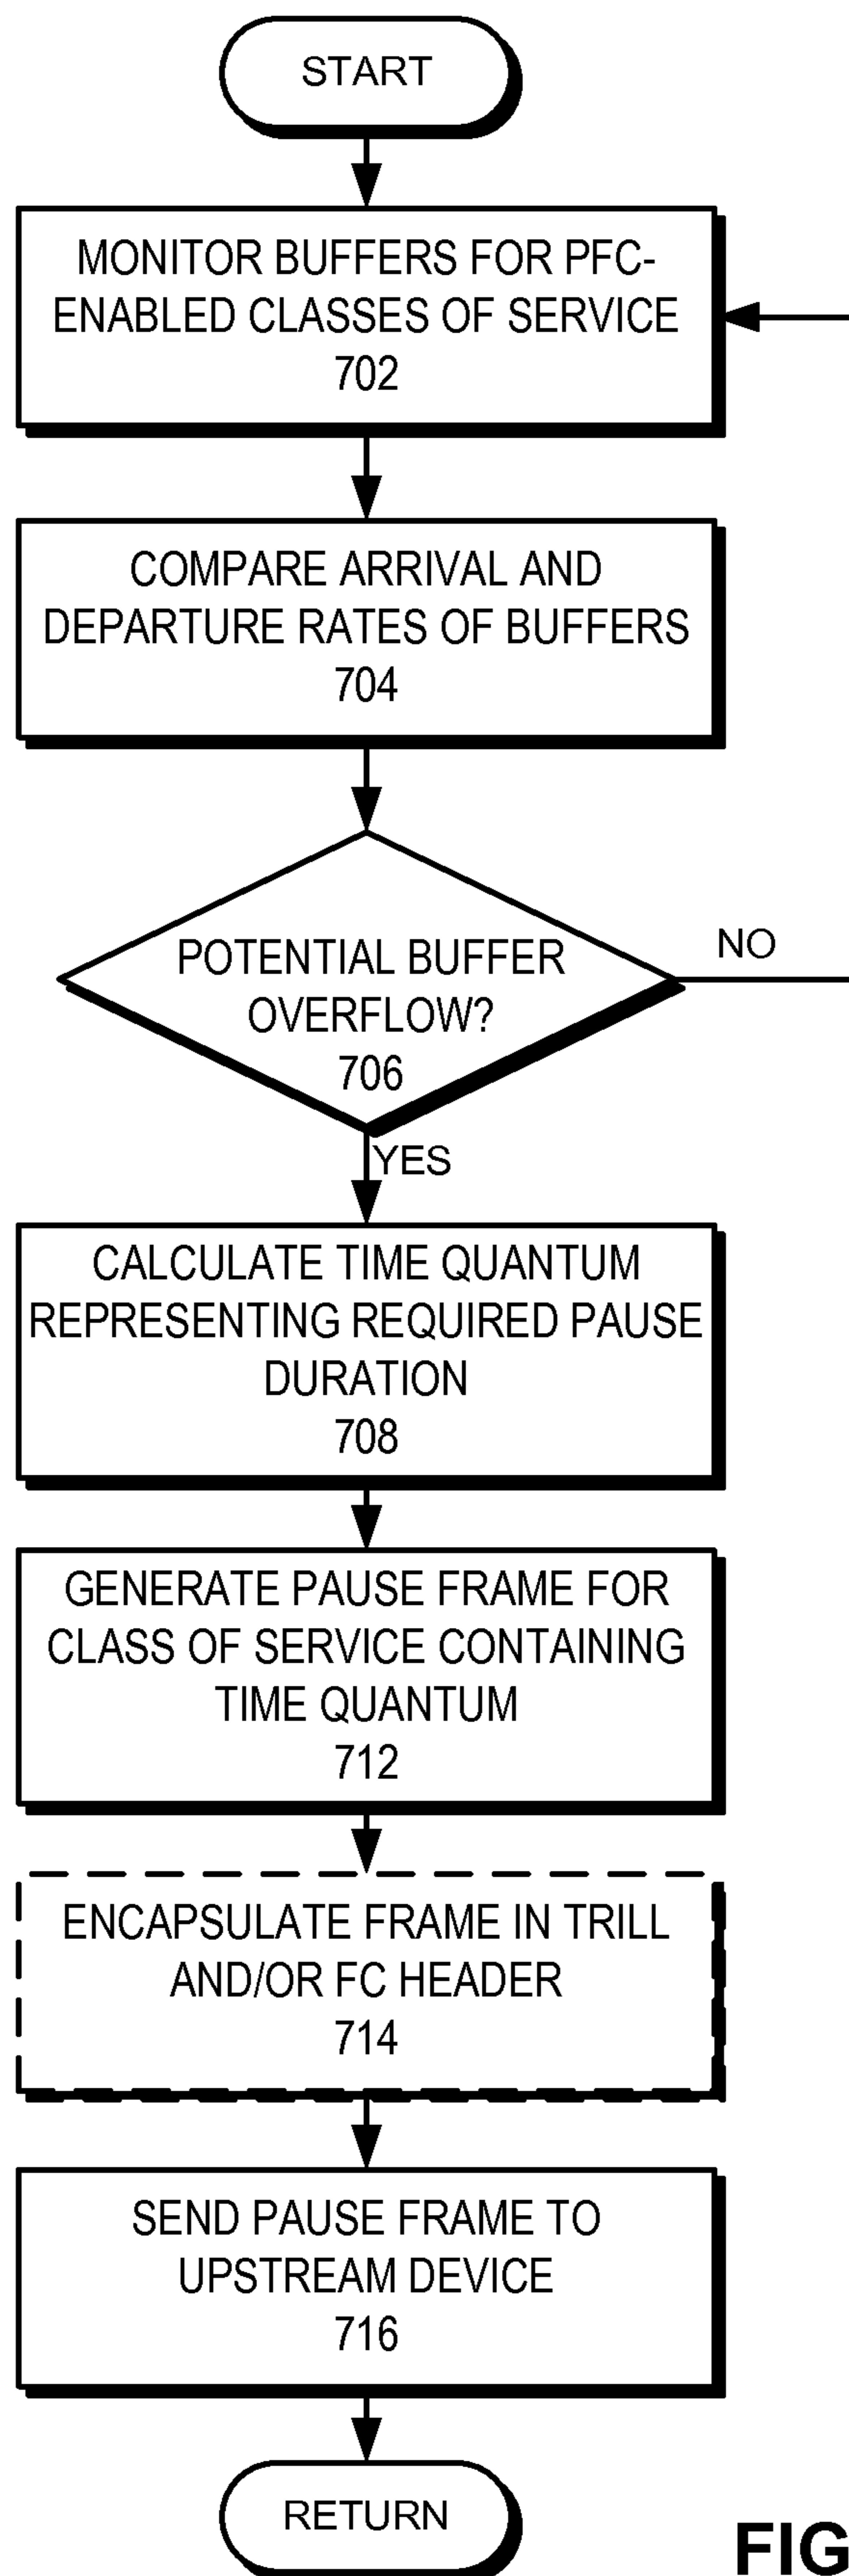 START
MONITOR BUFFERS FOR PFC-
ENABLED CLASSES OF SERVICE
702
COMPARE ARRIVAL AND
DEPARTURE RATES OF BUFFERS
704
POTENTIAL BUFFER
OVERFLOW?
706
NO
YES
CALCULATE TIME QUANTUM
REPRESENTING REQUIRED PAUSE
DURATION
708
GENERATE PAUSE FRAME FOR
CLASS OF SERVICE CONTAINING
TIME QUANTUM
712
ENCAPSULATE FRAME IN TRILL
AND/OR FC HEADER
714
SEND PAUSE FRAME TO
UPSTREAM DEVICE
716
RETURN
FIG